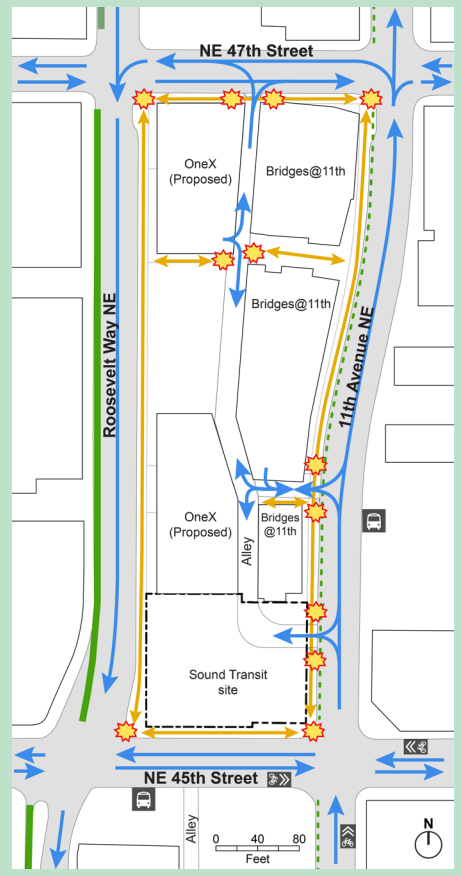 NE 47th Street
OneX
(Proposed)
Bridges@11th
Bridges@11th
Roosevelt Way NE
11th Avenue NE
OneX
(Proposed)
Bridges
@11th
Alley
Sound Transit
site
NE 45th Street
Alley
0 40 80
Feet
N